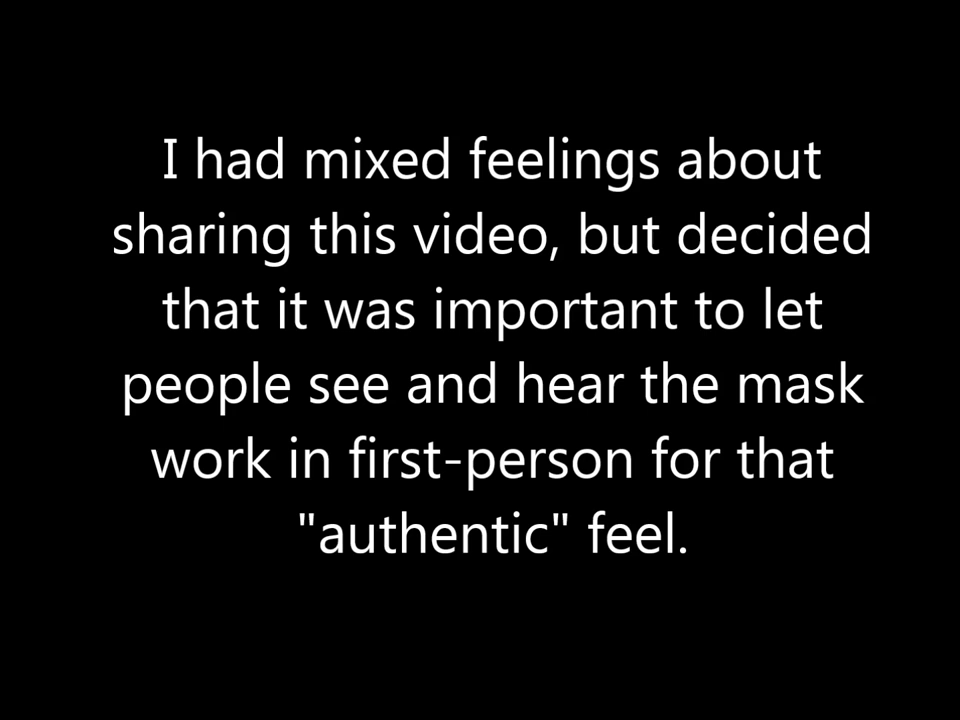 I had mixed feelings about
sharing this video, but decided
that it was important to let
people see and hear the mask
work in first-person for that
"authentic" feel.